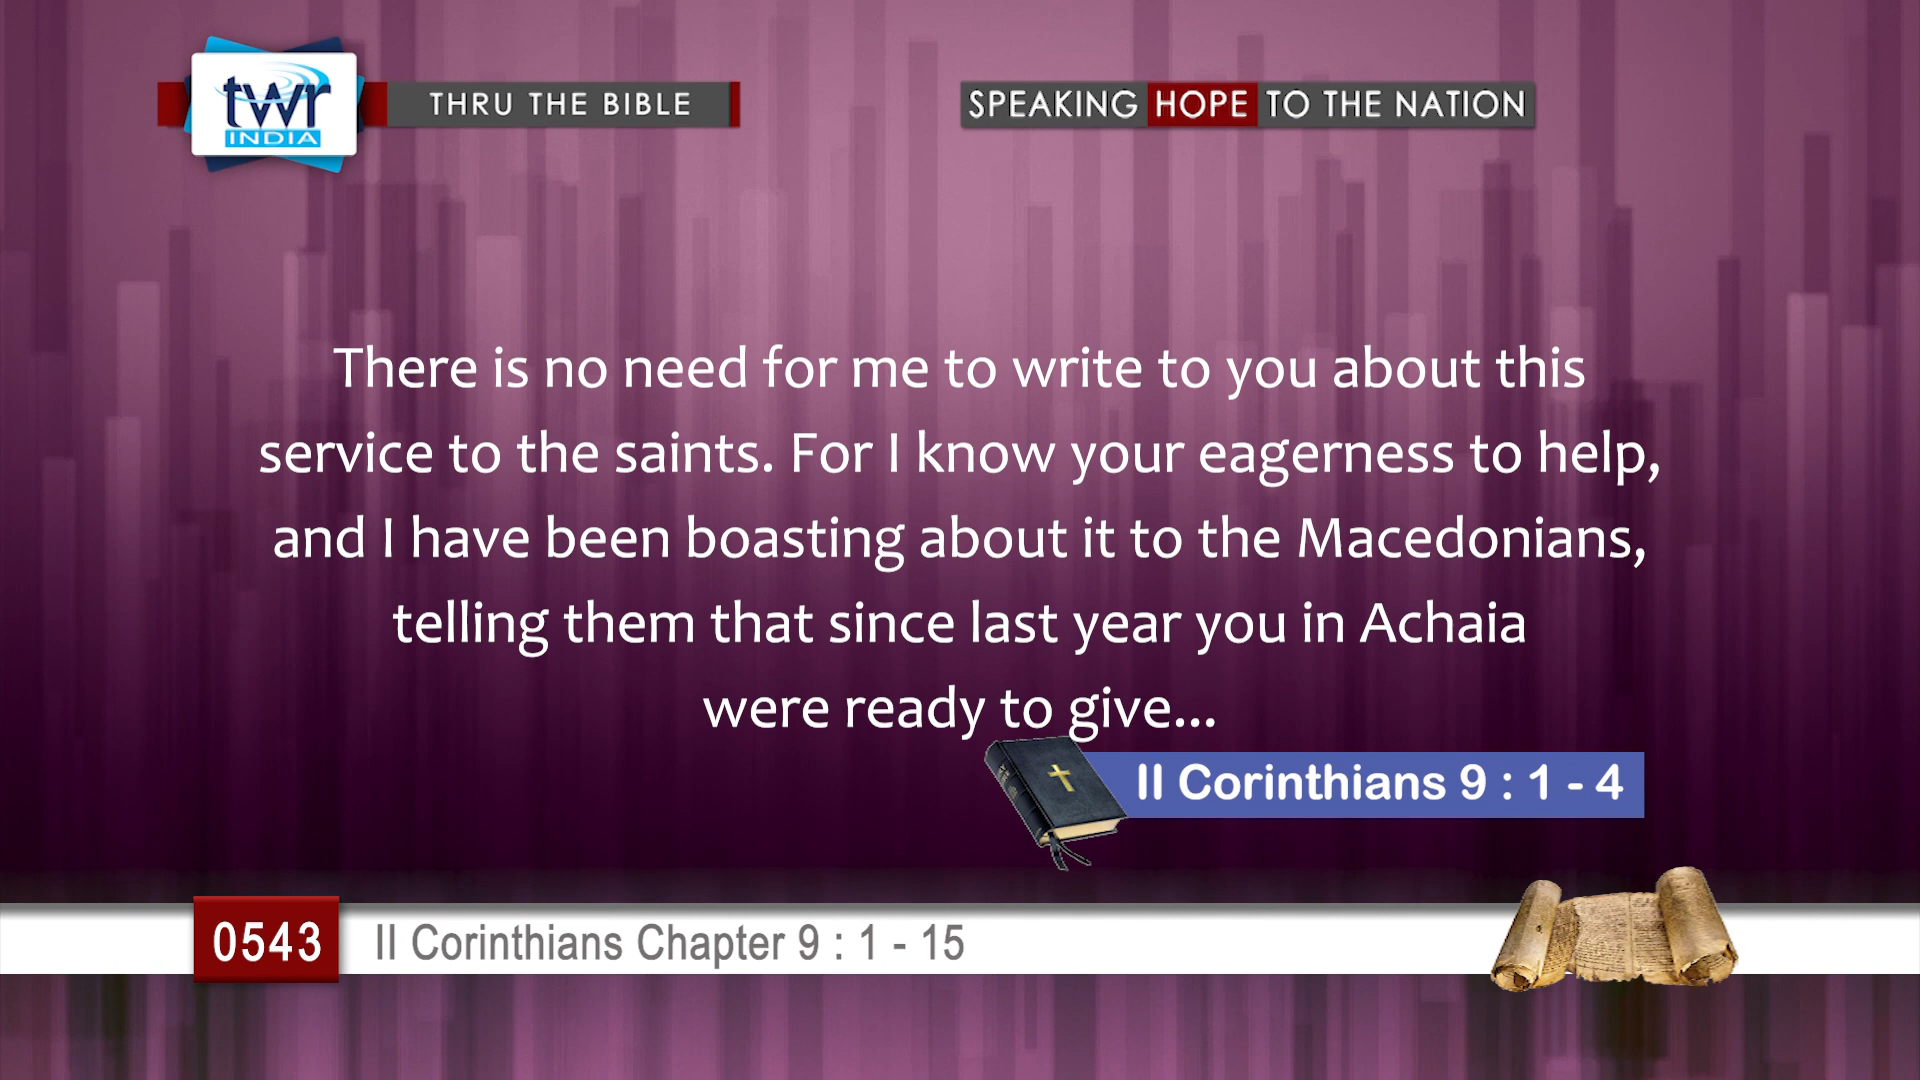 twr
INDIA
THRU THE BIBLE
SPEAKING HOPE TO THE NATION
There is no need for me to write to you about this
service to the saints. For I know your eagerness to help,
and I have been boasting about it to the Macedonians,
telling them that since last year you in Achaia
were ready to give...
II Corinthians 9 : 1 - 4
0543
II Corinthians Chapter 9 : 1 - 15